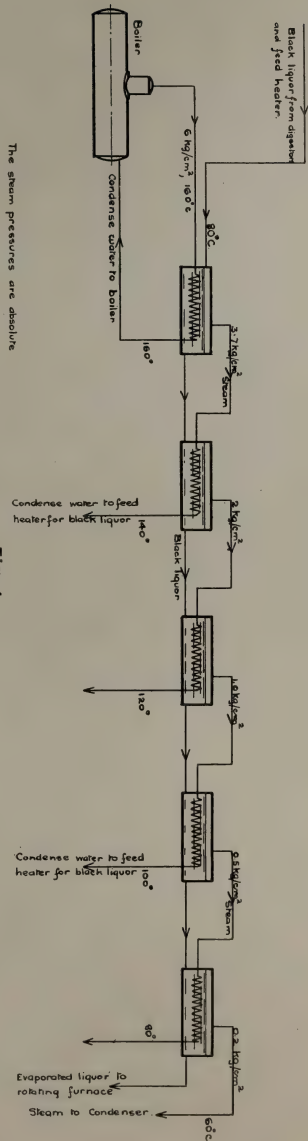 Black liquor from digestors
and feed heater.
Boiler
6 kg/cm², 160°c
80°C
Condense water to boiler
160°
3.7 kg/cm²
Steam
Condense water to feed
heater for black liquor
140°
Black liquor
2 kg/cm²
120°
1.0 kg/cm²
Condense water to feed
heater for black liquor
100°
0.5 kg/cm²
Steam
80°
0.2 kg/cm²
Evaporated liquor to
rotating furnace
Steam to Condenser.
60°c
The steam pressures are absolute